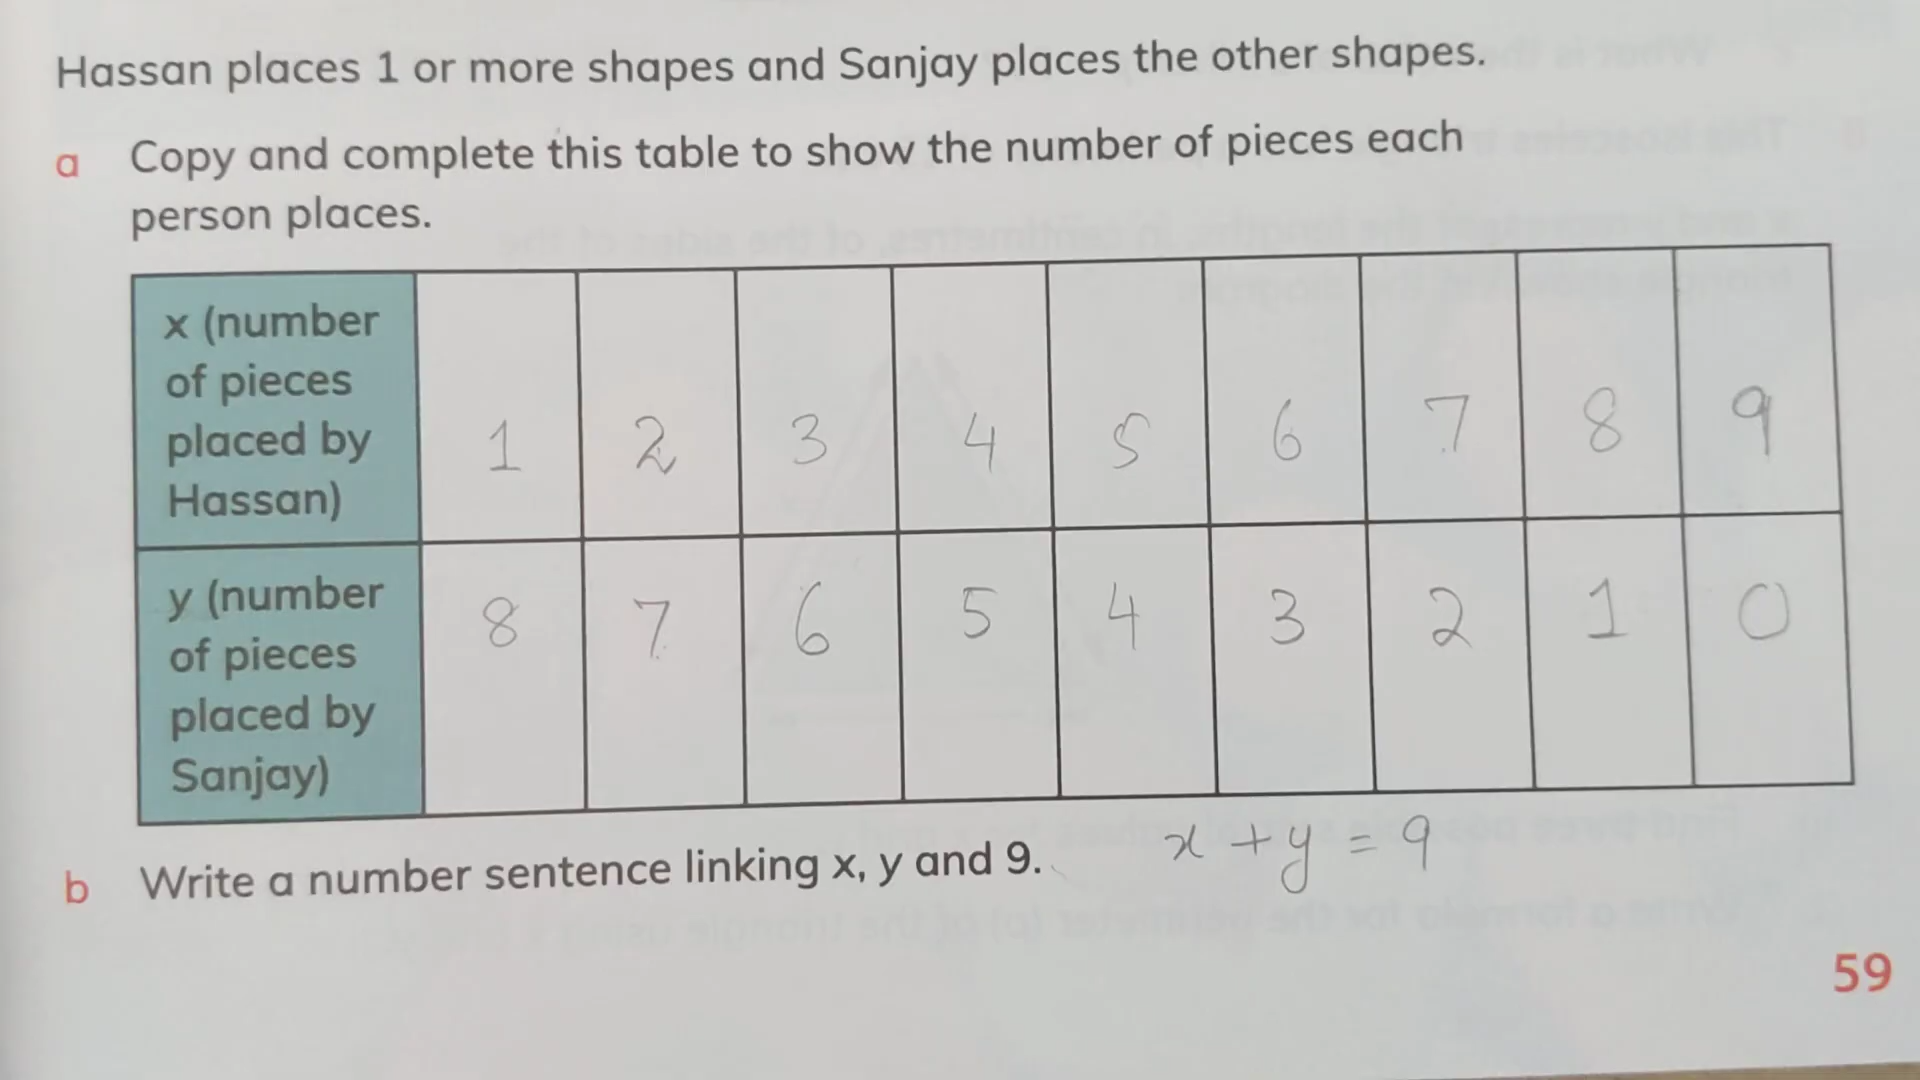 Hassan places 1 or more shapes and Sanjay places the other shapes.
a Copy and complete this table to show the number of pieces each
person places.
x (number of pieces placed by Hassan) 1 2 3 4 5 6 7 8 9
y (number of pieces placed by Sanjay) 8 7 6 5 4 3 2 1 0
b Write a number sentence linking x, y and 9. x + y = 9
59